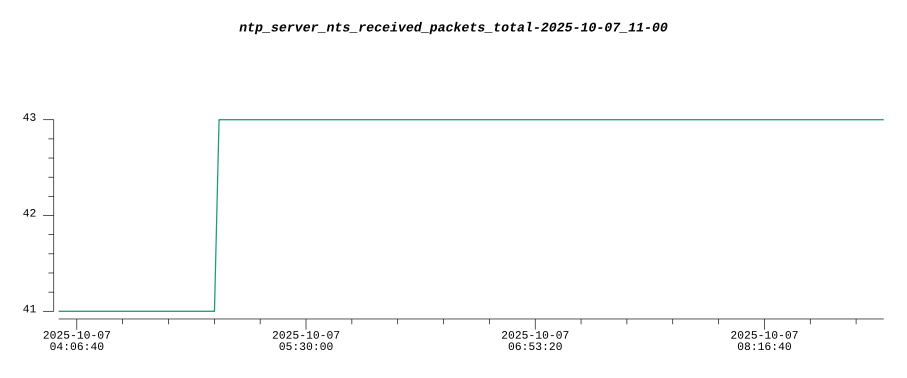 ntp_server_nts_received_packets_total-2025-10-07_11-00
43
42
41
2025-10-07 2025-10-07 2025-10-07 2025-10-07
04:06:40 05:30:00 06:53:20 08:16:40